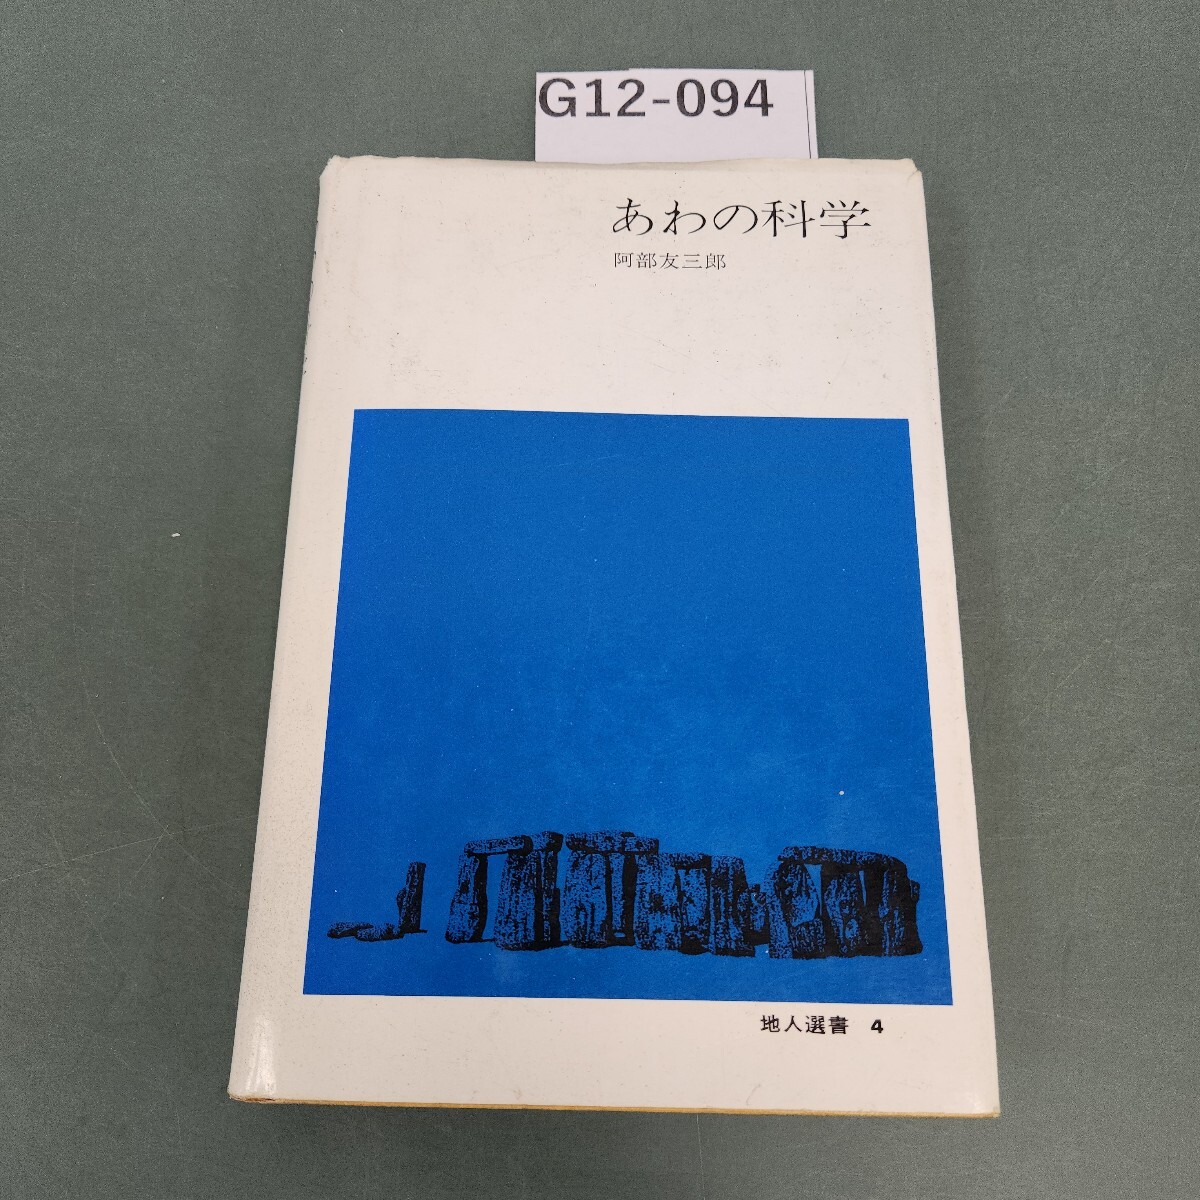 G12-094
あわの科学
阿部友三郎
地人選書 4